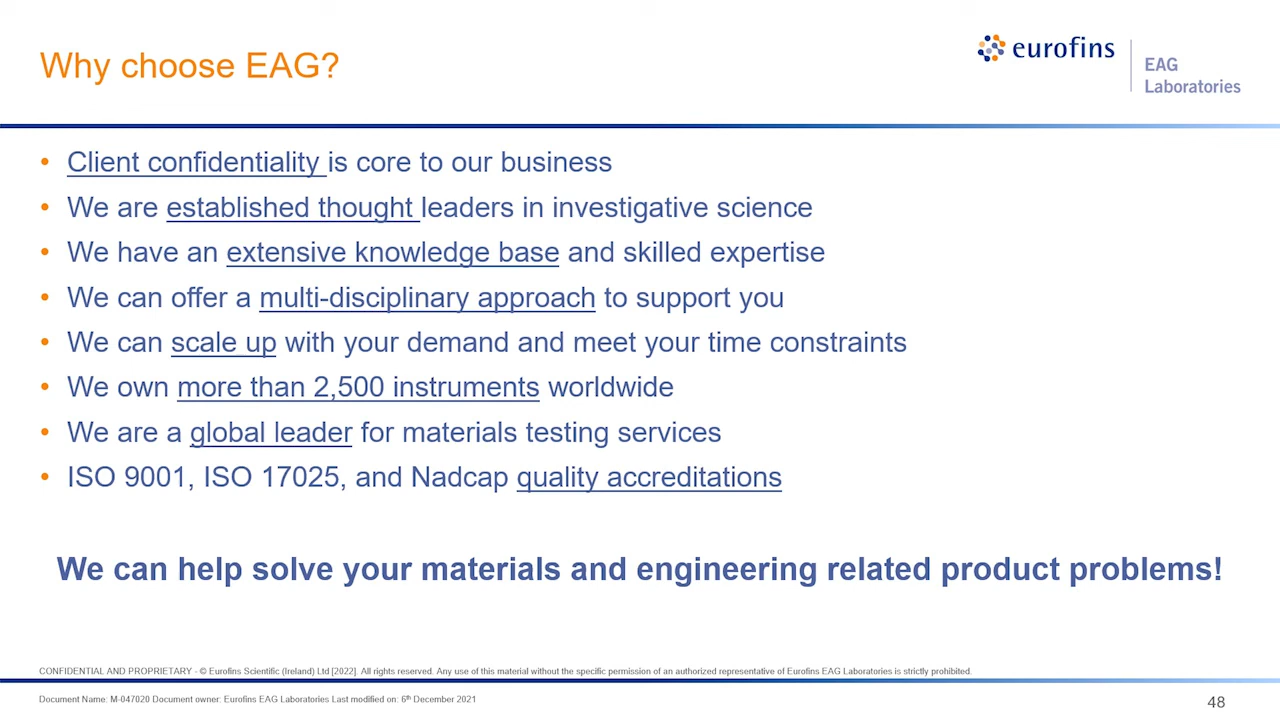 Why choose EAG?
eurofins
EAG
Laboratories
• Client confidentiality is core to our business
• We are established thought leaders in investigative science
• We have an extensive knowledge base and skilled expertise
• We can offer a multi-disciplinary approach to support you
• We can scale up with your demand and meet your time constraints
• We own more than 2,500 instruments worldwide
• We are a global leader for materials testing services
• ISO 9001, ISO 17025, and Nadcap quality accreditations
We can help solve your materials and engineering related product problems!
CONFIDENTIAL AND PROPRIETARY - © Eurofins Scientific (Ireland) Ltd [2022]. All rights reserved. Any use of this material without the specific permission of an authorized representative of Eurofins EAG Laboratories is strictly prohibited.
Document Name: M-047020 Document owner: Eurofins EAG Laboratories Last modified on: 6th December 2021
48